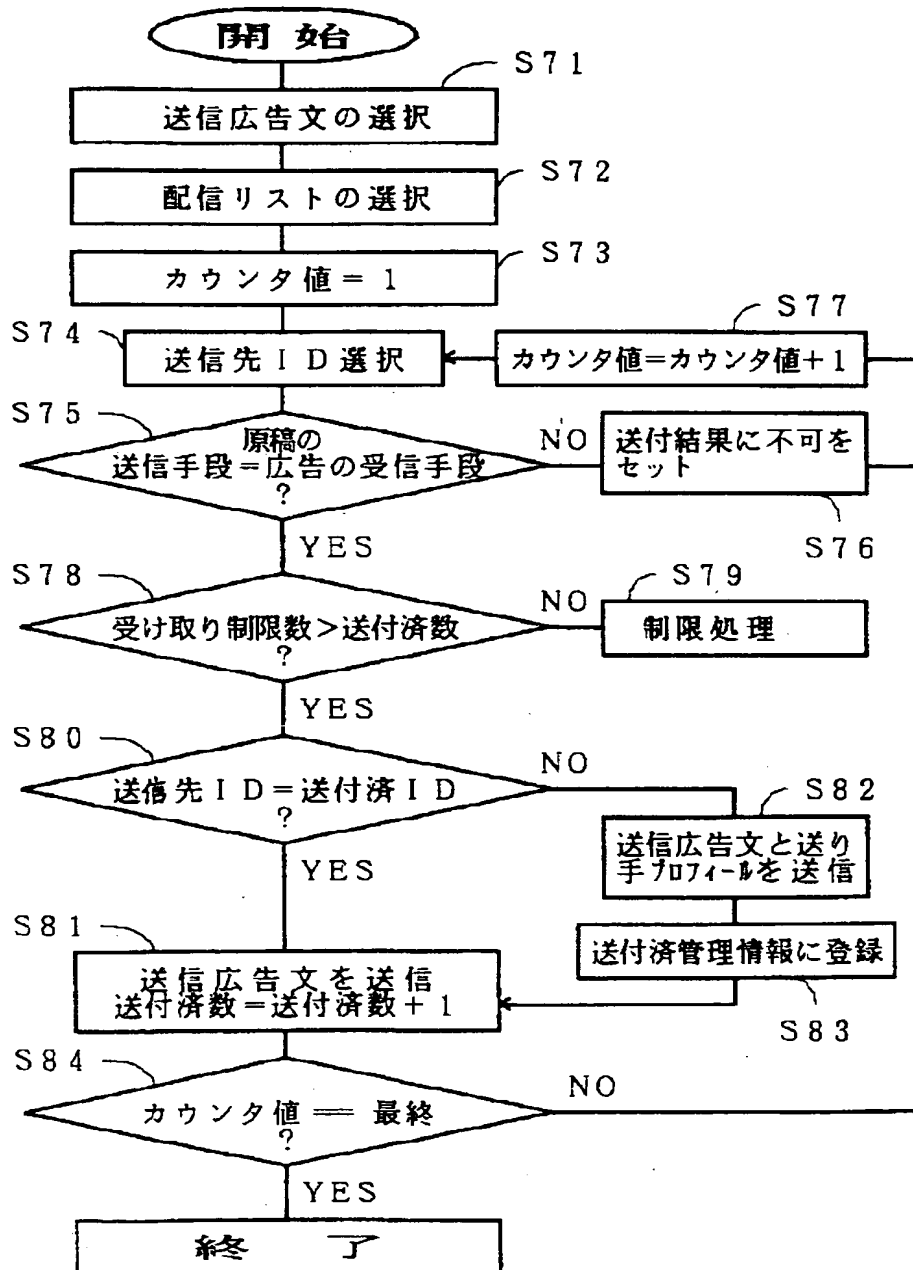 開 始
S71
送信広告文の選択
S72
配信リストの選択
S73
カウンタ値=1
S74
送信先ID選択
S77
カウンタ値=カウンタ値+1
S75
原稿の
送信手段=広告の受信手段
?
NO
送付結果に不可を
セット
S76
YES
S78
受け取り制限数>送付済数
?
NO
S79
制限処理
YES
S80
送信先ID=送付済ID
?
NO
S82
送信広告文と送り
手プロフィールを送信
YES
S81
送信広告文を送信
送付済数=送付済数+1
送付済管理情報に登録
S83
S84
カウンタ値==最終
?
NO
YES
終 了